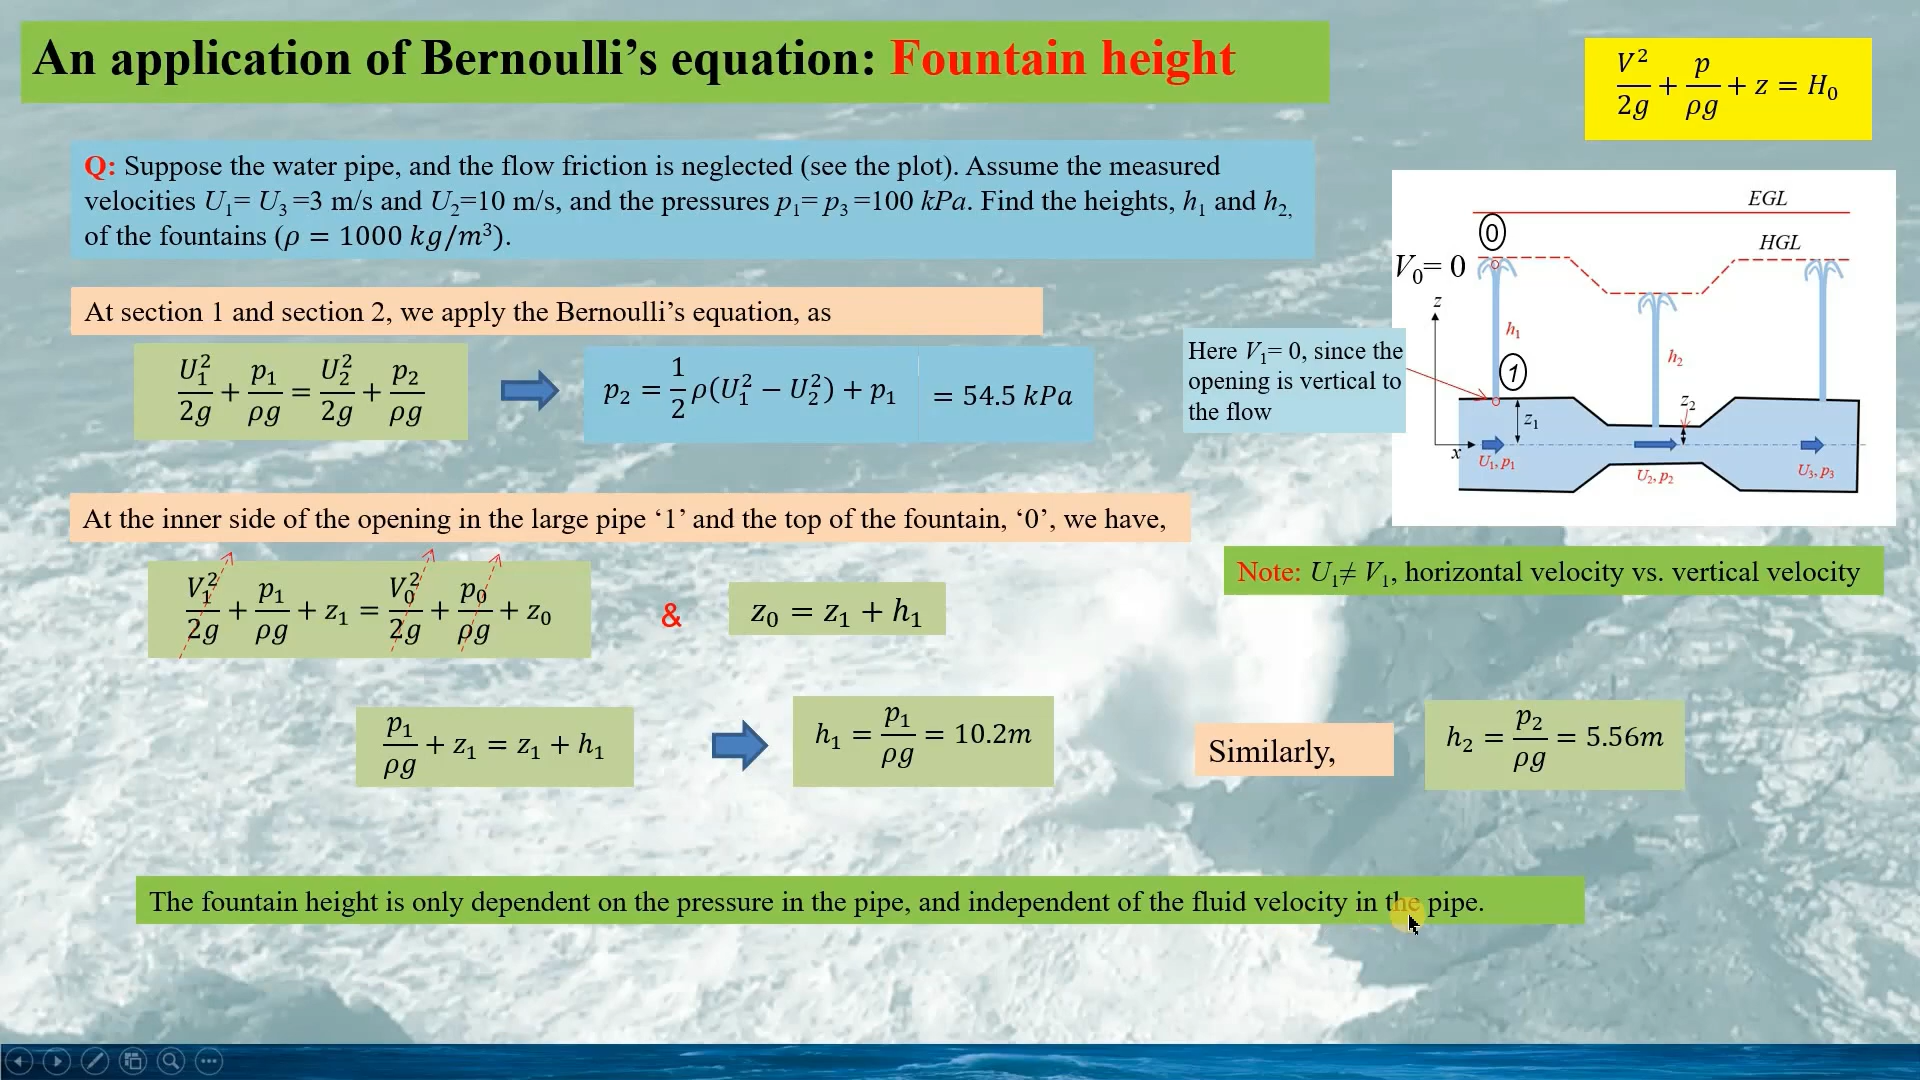 An application of Bernoulli’s equation: Fountain height
V²/2g + p/ρg + z = H₀
Q: Suppose the water pipe, and the flow friction is neglected (see the plot). Assume the measured
velocities U₁= U₃ =3 m/s and U₂=10 m/s, and the pressures p₁= p₃ =100 kPa. Find the heights, h₁ and h₂,
of the fountains (ρ = 1000 kg/m³).
EGL
0
HGL
V₀= 0
z
h₁
h₂
1
z₂
z₁
x
U₁, p₁
U₂, p₂
U₃, p₃
At section 1 and section 2, we apply the Bernoulli’s equation, as
U₁²/2g + p₁/ρg = U₂²/2g + p₂/ρg
p₂ = 1/2 ρ(U₁² − U₂²) + p₁ = 54.5 kPa
Here V₁= 0, since the
opening is vertical to
the flow
At the inner side of the opening in the large pipe ‘1’ and the top of the fountain, ‘0’, we have,
Note: U₁≠ V₁, horizontal velocity vs. vertical velocity
V₁²/2g + p₁/ρg + z₁ = V₀²/2g + p₀/ρg + z₀
&
z₀ = z₁ + h₁
p₁/ρg + z₁ = z₁ + h₁
h₁ = p₁/ρg = 10.2m
Similarly,
h₂ = p₂/ρg = 5.56m
The fountain height is only dependent on the pressure in the pipe, and independent of the fluid velocity in the pipe.